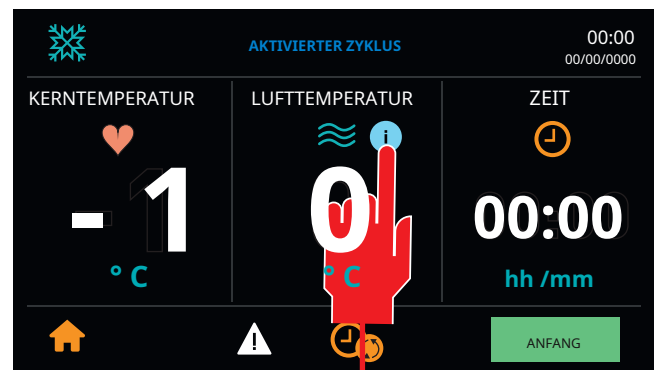 AKTIVIERTER ZYKLUS
00:00
00/00/0000
KERNTEMPERATUR
LUFTTEMPERATUR
ZEIT
i
-1
0
00:00
° C
° C
hh /mm
ANFANG